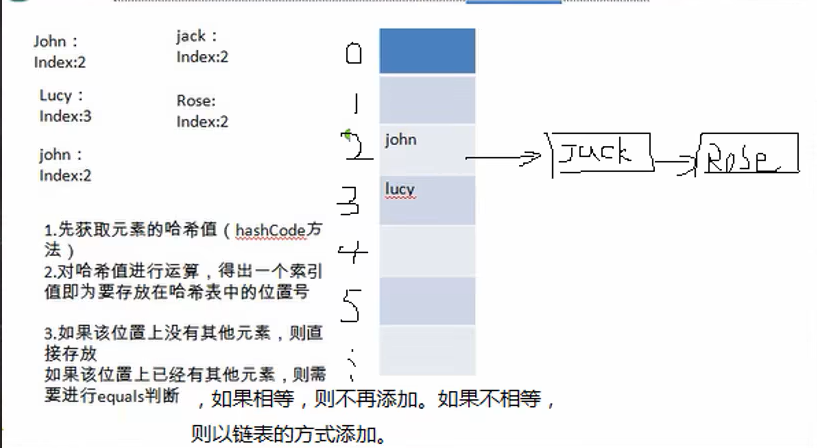 John：
Index:2
jack：
Index:2
Lucy：
Index:3
Rose:
Index:2
john：
Index:2
1.先获取元素的哈希值（hashCode方
法）
2.对哈希值进行运算，得出一个索引
值即为要存放在哈希表中的位置号
3.如果该位置上没有其他元素，则直
接存放
如果该位置上已经有其他元素，则需
要进行equals判断 ，如果相等，则不再添加。如果不相等，
则以链表的方式添加。
0
1
2 john
Jack
Rose
3 lucy
4
5